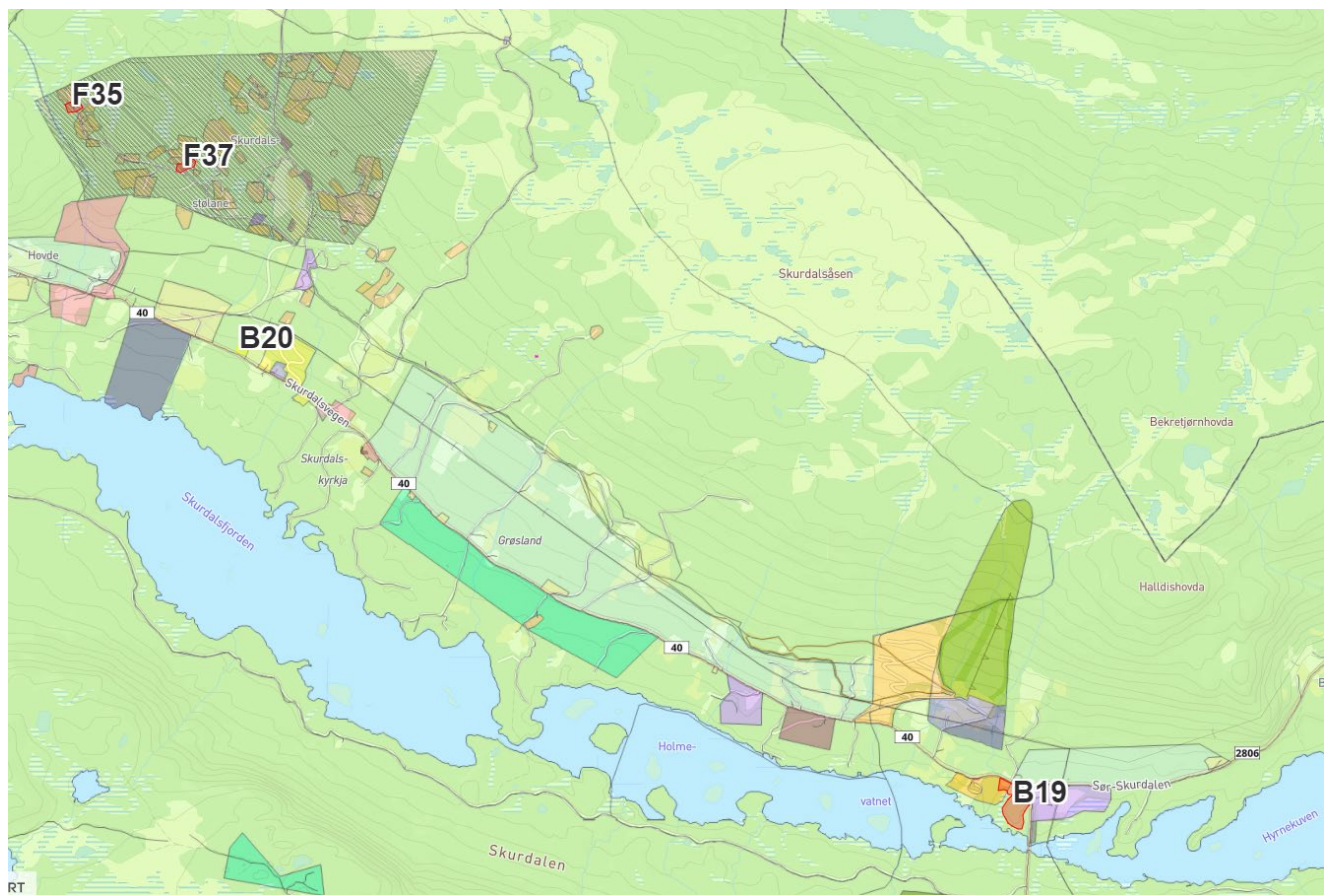 F35
F37
Skurdals-
stølane
Hovde
40
B20
Skurdalsvegen
Skurdals-
kyrkja
40
Skurdalsåsen
Bekretjørnhovda
Halldishovda
Skurdalsfjorden
Grøsland
40
40
2806
Holme-
vatnet
B19
Sør-Skurdalen
Hyrnekuven
Skurdalen
B
RT